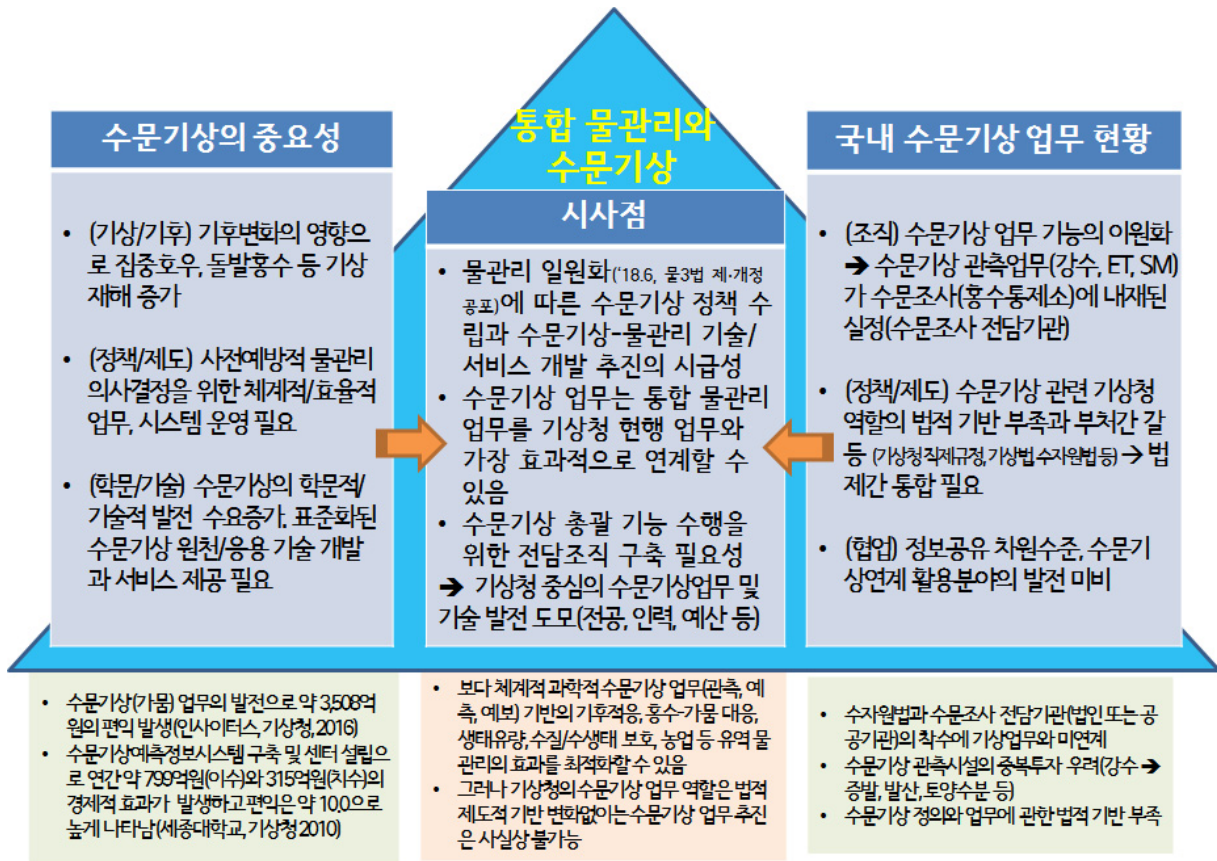 통합 물관리와
수문기상
수문기상의 중요성
• (기상/기후) 기후변화의 영향으
로 집중호우, 돌발홍수 등 기상
재해 증가
• (정책/제도) 사전예방적 물관리
의사결정을 위한 체계적/효율적
업무, 시스템 운영 필요
• (학문/기술) 수문기상의 학문적/
기술적 발전 수요증가, 표준화된
수문기상 원천/응용 기술 개발
과 서비스 제공 필요
시사점
• 물관리 일원화('18.6, 물3법 제·개정
공포)에 따른 수문기상 정책 수
립과 수문기상-물관리 기술/
서비스 개발 추진의 시급성
• 수문기상 업무는 통합 물관리
업무를 기상청 현행 업무와
가장 효과적으로 연계할 수
있음
• 수문기상 총괄 기능 수행을
위한 전담조직 구축 필요성
➔ 기상청 중심의 수문기상업무 및
기술 발전 도모(전공, 인력, 예산 등)
국내 수문기상 업무 현황
• (조직) 수문기상 업무 기능의 이원화
➔ 수문기상 관측업무(강수, ET, SM)
가 수문조사(홍수통제소)에 내재된
실정(수문조사 전담기관)
• (정책/제도) 수문기상 관련 기상청
역할의 법적 기반 부족과 부처간 갈
등 (기상청직제규정, 기상법, 수자원법 등) → 법
제간 통합 필요
• (협업) 정보공유 차원수준, 수문기
상연계 활용분야의 발전 미비
• 수문기상(가뭄) 업무의 발전으로 약 3,508억
원의 편익 발생(인사이터스, 기상청, 2016)
• 수문기상예측정보시스템 구축 및 센터 설립으
로 연간 약 799억원(이수)와 315억원(치수)의
경제적 효과가 발생하고 편익은 약 10.0으로
높게 나타남(세종대학교, 기상청 2010)
• 보다 체계적 과학적 수문기상 업무(관측, 예
측, 예보) 기반의 기후적응, 홍수-가뭄 대응,
생태유량, 수질/수생태 보호, 농업 등 유역 물
관리의 효과를 최적화할 수 있음
• 그러나 기상청의 수문기상 업무 역할은 법적
제도적 기반 변화없이는 수문기상 업무 추진
은 사실상 불가능
• 수자원법과 수문조사 전담기관(법인 또는 공
공기관)의 착수에 기상업무와 미연계
• 수문기상 관측시설의 중복투자 우려(강수 ➔
증발, 발산, 토양수분 등)
• 수문기상 정의와 업무에 관한 법적 기반 부족